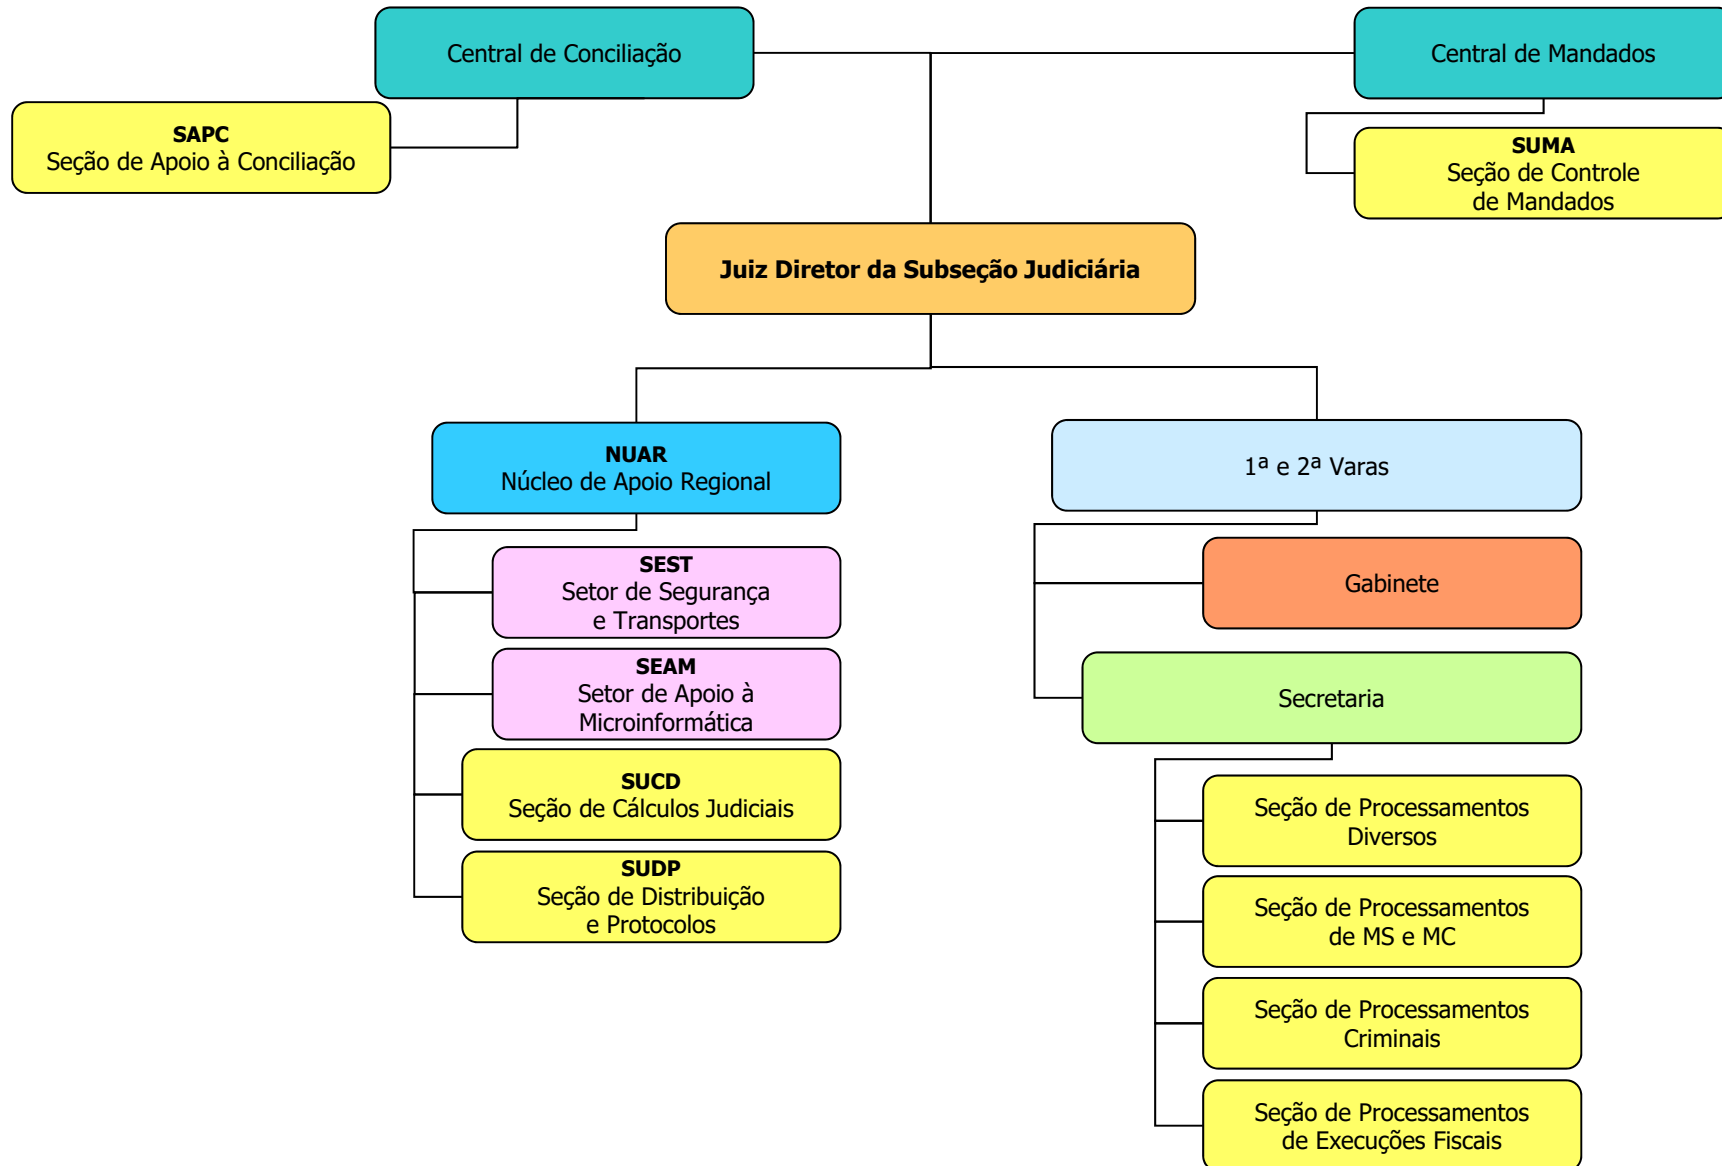 Central de Conciliação
Central de Mandados
SAPC
Seção de Apoio à Conciliação
SUMA
Seção de Controle
de Mandados
Juiz Diretor da Subseção Judiciária
NUAR
Núcleo de Apoio Regional
SEST
Setor de Segurança
e Transportes
SEAM
Setor de Apoio à
Microinformática
SUCD
Seção de Cálculos Judiciais
SUDP
Seção de Distribuição
e Protocolos
1ª e 2ª Varas
Gabinete
Secretaria
Seção de Processamentos
Diversos
Seção de Processamentos
de MS e MC
Seção de Processamentos
Criminais
Seção de Processamentos
de Execuções Fiscais